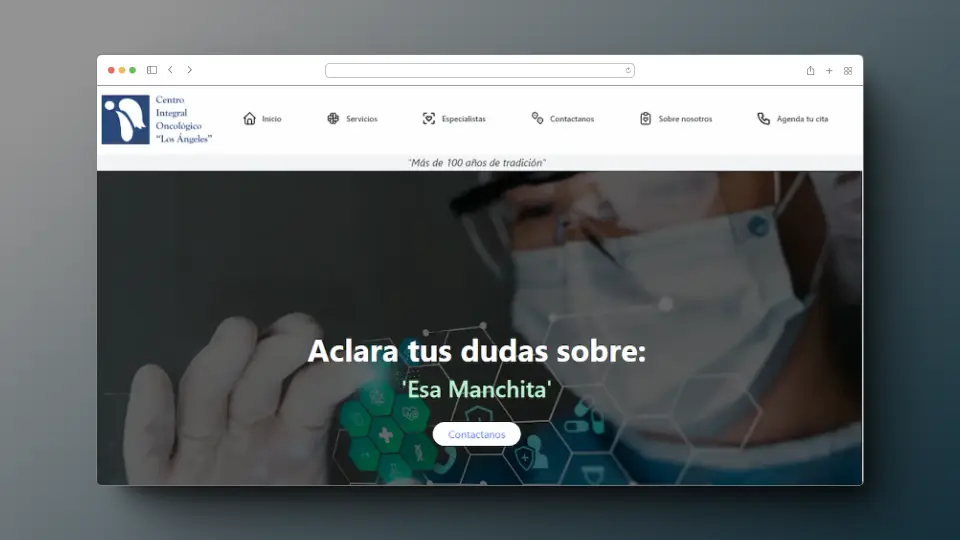 Centro
Integral
Oncológico
"Los Ángeles"
Inicio
Servicios
Especialistas
Contactanos
Sobre nosotros
Agenda tu cita
"Más de 100 años de tradición"
Aclara tus dudas sobre:
'Esa Manchita'
Contactanos